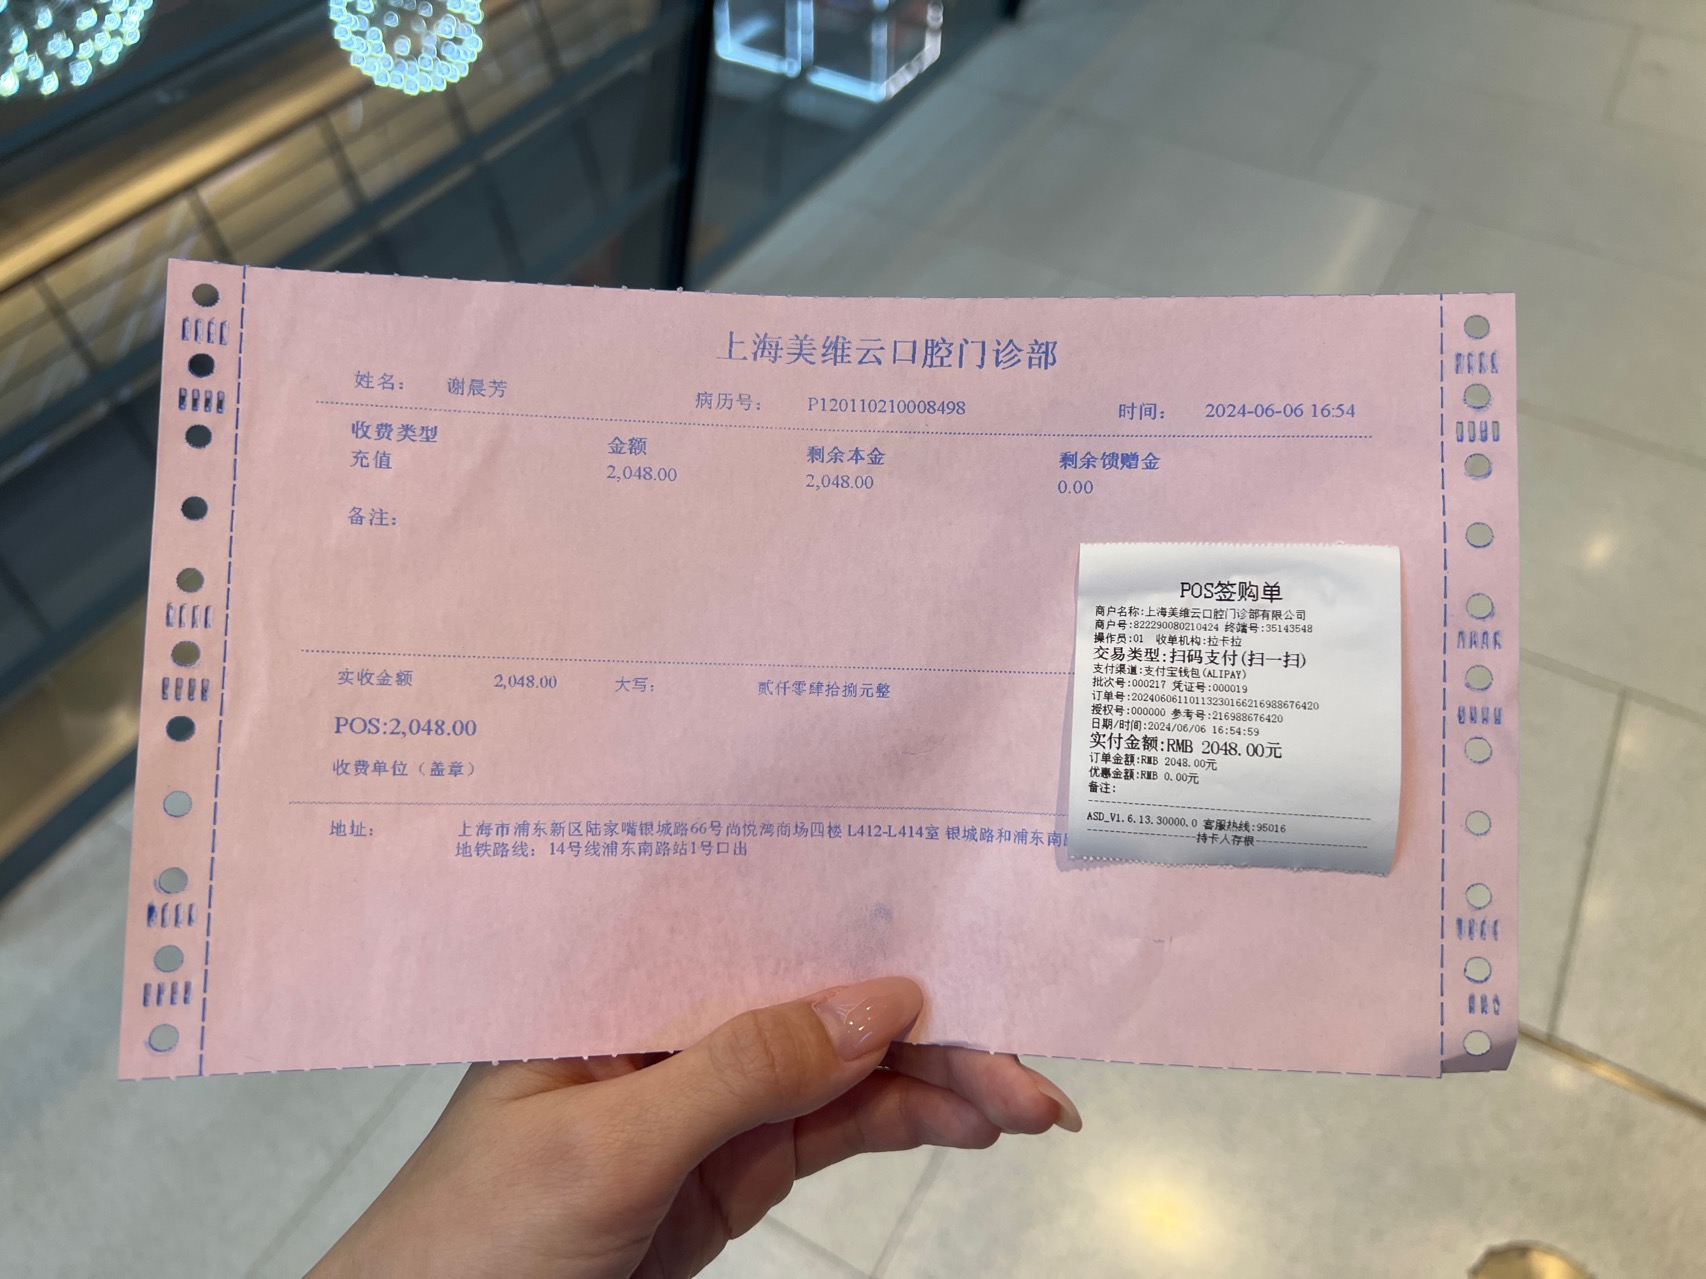 上海美维云口腔门诊部
姓名： 谢晨芳 病历号： P120110210008498 时间： 2024-06-06 16:54
收费类型 金额 剩余本金 剩余馈赠金
充值 2,048.00 2,048.00 0.00
备注：
实收金额 2,048.00 大写： 贰仟零肆拾捌元整
POS:2,048.00
收费单位（盖章）
地址： 上海市浦东新区陆家嘴银城路66号尚悦湾商场四楼 L412-L414室 银城路和浦东南
地铁路线：14号线浦东南路站1号口出
POS签购单
商户名称:上海美维云口腔门诊部有限公司
商户号:822290080210424 终端号:35143548
操作员:01 收单机构:拉卡拉
交易类型:扫码支付(扫一扫)
支付渠道:支付宝钱包(ALIPAY)
批次号:000217 凭证号:000019
订单号:20240606110113230166216988676420
授权号:000000 参考号:216988676420
日期/时间:2024/06/06 16:54:59
实付金额:RMB 2048.00元
订单金额:RMB 2048.00元
优惠金额:RMB 0.00元
备注:
ASD_V1.6.13.30000.0 客服热线:95016
持卡人存根